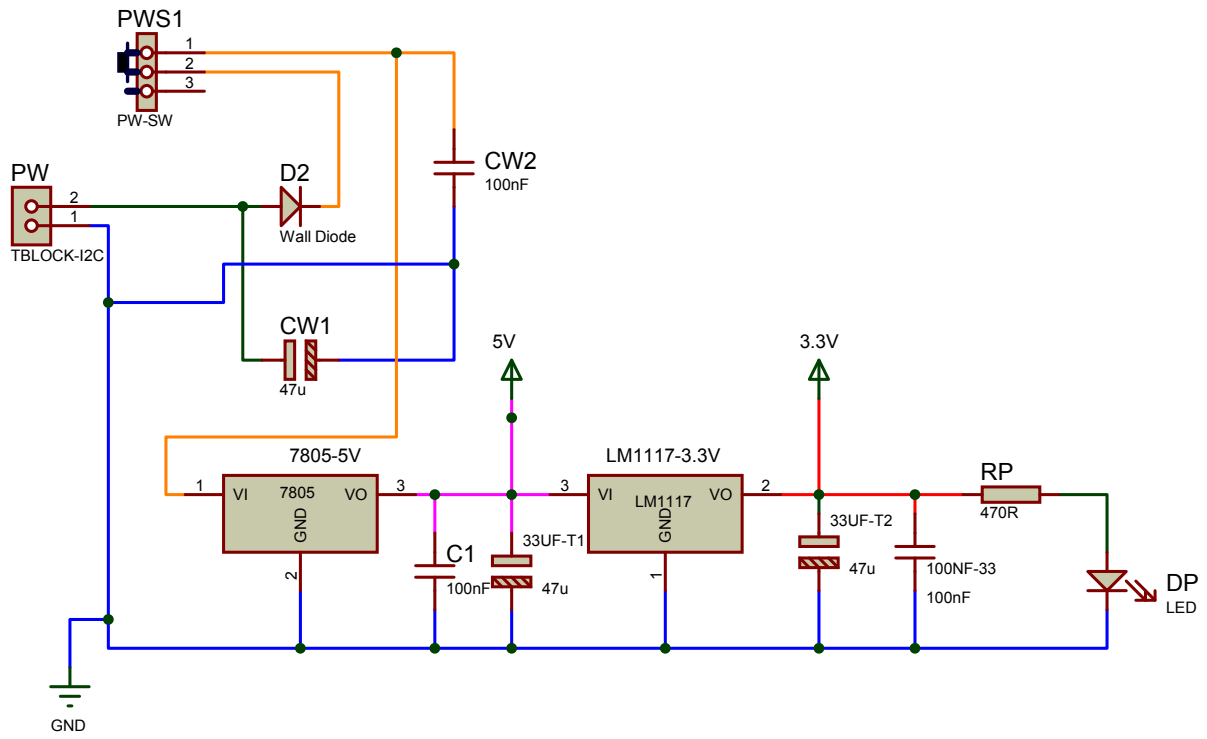 PWS1
1
2
3
PW-SW
PW
2
1
TBLOCK-I2C
D2
Wall Diode
CW2
100nF
CW1
47u
5V
3.3V
7805-5V
1
VI
7805
VO
3
GND
2
LM1117-3.3V
3
VI
LM1117
VO
2
GND
1
C1
100nF
33UF-T1
47u
33UF-T2
47u
100NF-33
100nF
RP
470R
DP
LED
GND